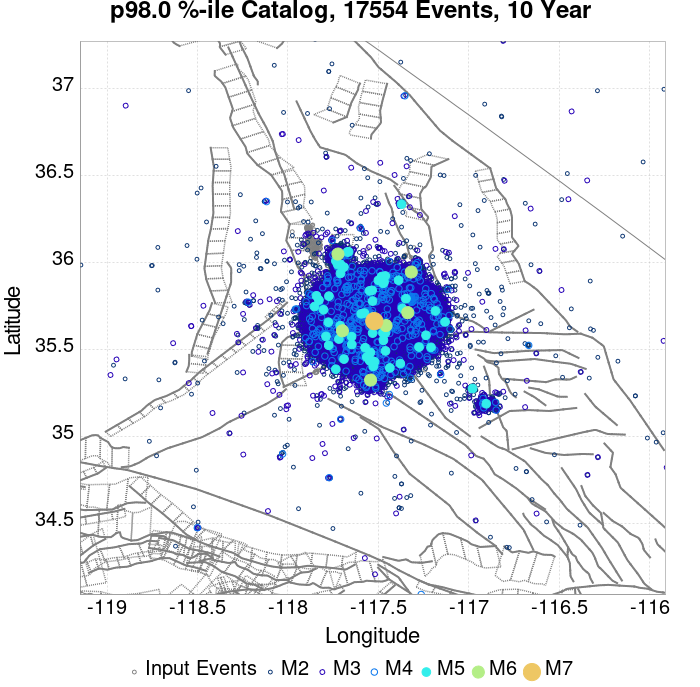 p98.0 %-ile Catalog, 17554 Events, 10 Year
37
36.5
36
35.5
35
34.5
Latitude
-119 -118.5 -118 -117.5 -117 -116.5 -116
Longitude
Input Events M2 M3 M4 M5 M6 M7